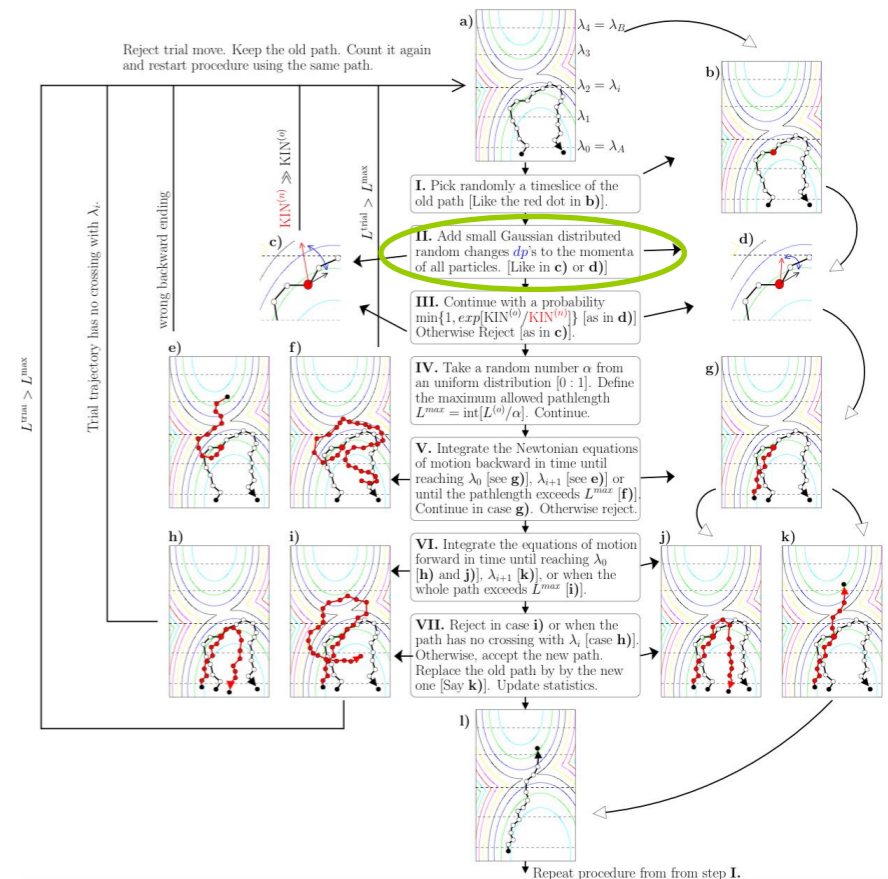 a)
λ₄ = λ_B
λ₃
λ₂ = λᵢ
λ₁
λ₀ = λ_A
Reject trial move. Keep the old path. Count it again
and restart procedure using the same path.
b)
I. Pick randomly a timeslice of the
old path [Like the red dot in b)].
II. Add small Gaussian distributed
random changes dp's to the momenta
of all particles. [Like in c) or d)]
c)
d)
III. Continue with a probability
min{1, exp[KIN⁽ᵒ⁾/KIN⁽ⁿ⁾]} [as in d)]
Otherwise Reject [as in c)].
L^trial > L^max
Trial trajectory has no crossing with λᵢ.
wrong backward ending
KIN⁽ⁿ⁾ ≫ KIN⁽ᵒ⁾
L^trial > L^max
e)
f)
IV. Take a random number α from
an uniform distribution [0 : 1]. Define
the maximum allowed pathlength
L^max = int[L⁽ᵒ⁾/α]. Continue.
g)
V. Integrate the Newtonian equations
of motion backward in time until
reaching λ₀ [see g)], λᵢ₊₁ [see e)] or
until the pathlength exceeds L^max [f)].
Continue in case g). Otherwise reject.
h)
i)
VI. Integrate the equations of motion
forward in time until reaching λ₀
[h) and j)], λᵢ₊₁ [k)], or when the
whole path exceeds L^max [i)].
j)
k)
VII. Reject in case i) or when the
path has no crossing with λᵢ [case h)].
Otherwise, accept the new path.
Replace the old path by by the new
one [Say k)]. Update statistics.
l)
Repeat procedure from from step I.